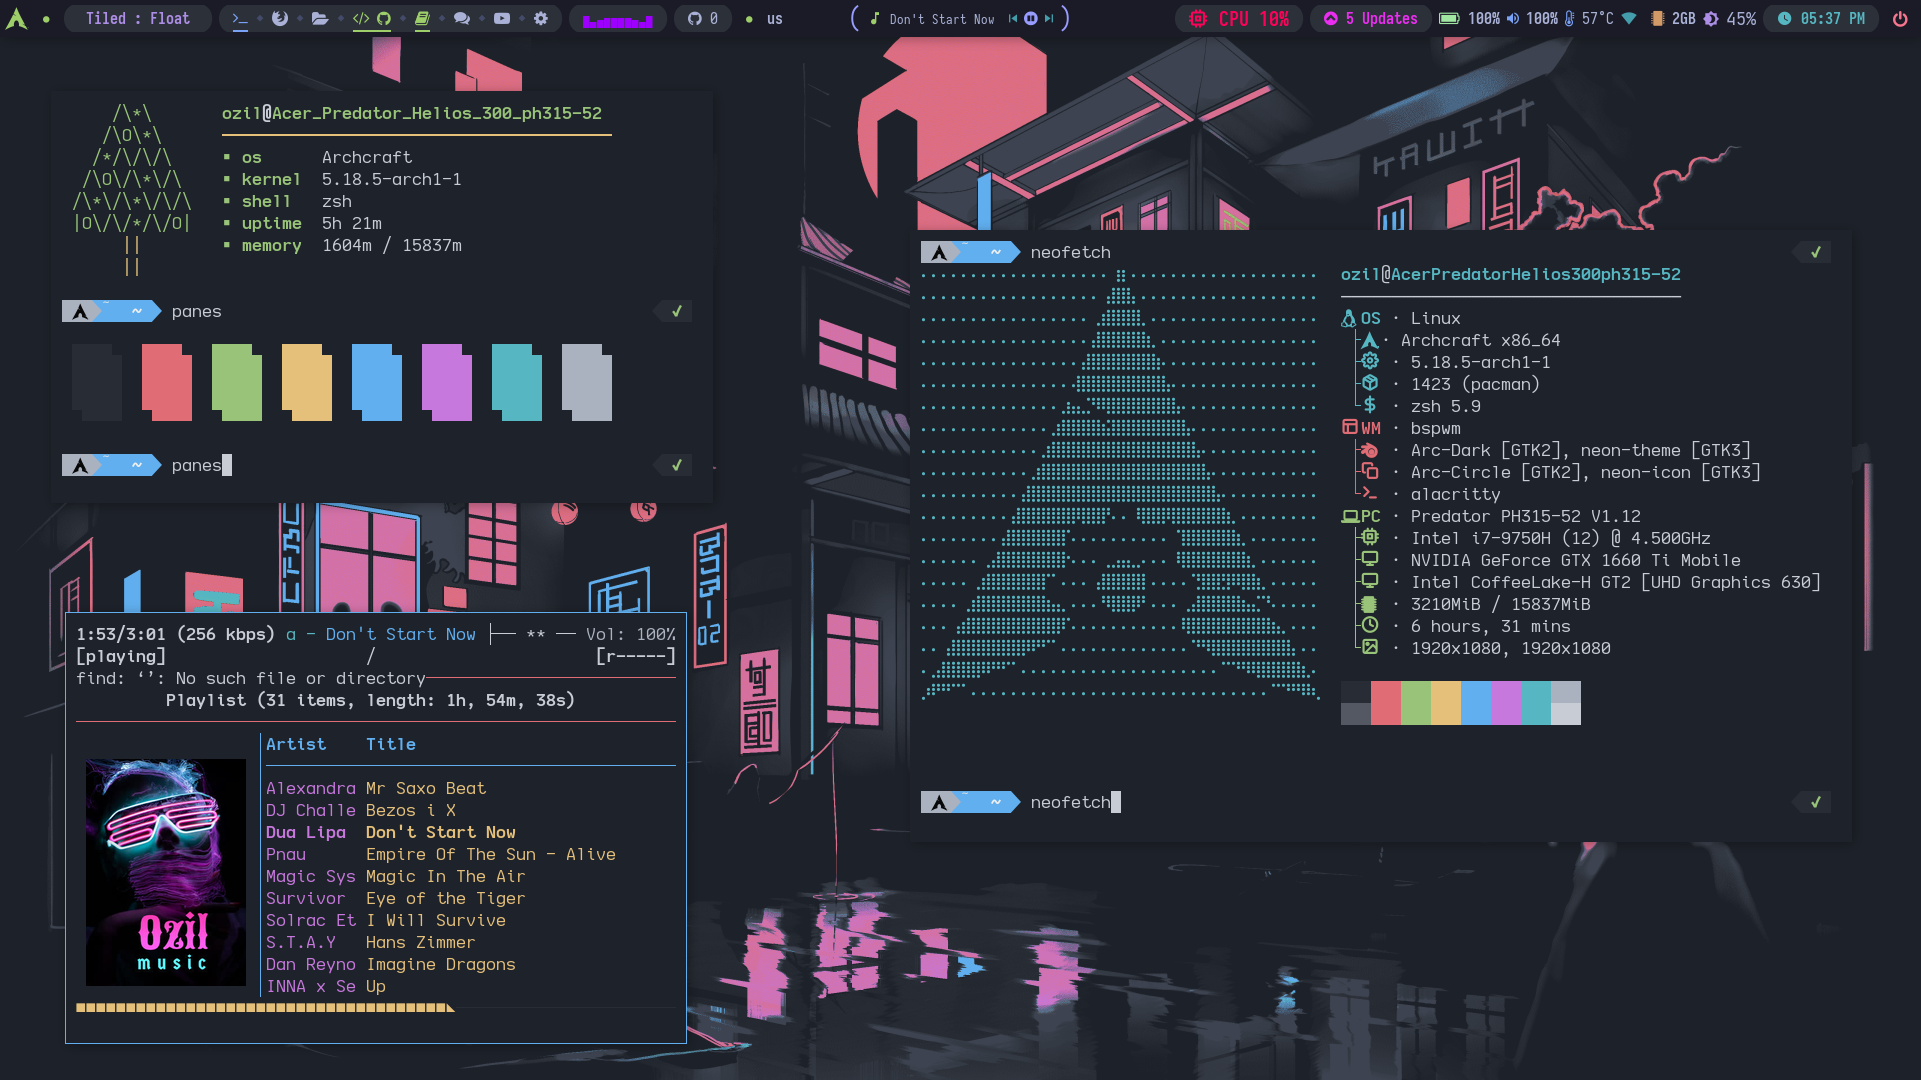 Tiled : Float
0
us
Don't Start Now
CPU 10%
5 Updates
100%
100%
57°C
2GB
45%
05:37 PM
/\*\
/\O\*\
/*/\/\/\
/\O\/\*\/\
/\*\/\*\/\/\
|O\/\/*/\/O|
||
||
ozil@Acer_Predator_Helios_300_ph315-52
os Archcraft
kernel 5.18.5-arch1-1
shell zsh
uptime 5h 21m
memory 1604m / 15837m
~ panes ✓
~ panes ✓
KAWITT
~ neofetch ✓
ozil@AcerPredatorHelios300ph315-52
OS · Linux
· Archcraft x86_64
· 5.18.5-arch1-1
· 1423 (pacman)
· zsh 5.9
WM · bspwm
· Arc-Dark [GTK2], neon-theme [GTK3]
· Arc-Circle [GTK2], neon-icon [GTK3]
· alacritty
PC · Predator PH315-52 V1.12
· Intel i7-9750H (12) @ 4.500GHz
· NVIDIA GeForce GTX 1660 Ti Mobile
· Intel CoffeeLake-H GT2 [UHD Graphics 630]
· 3210MiB / 15837MiB
· 6 hours, 31 mins
· 1920x1080, 1920x1080
~ neofetch ✓
1:53/3:01 (256 kbps) a - Don't Start Now ├── ** ── Vol: 100%
[playing] / [r-----]
find: ‘’: No such file or directory
Playlist (31 items, length: 1h, 54m, 38s)
Artist Title
Alexandra Mr Saxo Beat
DJ Challe Bezos i X
Dua Lipa Don't Start Now
Pnau Empire Of The Sun - Alive
Magic Sys Magic In The Air
Survivor Eye of the Tiger
Solrac Et I Will Survive
S.T.A.Y Hans Zimmer
Dan Reyno Imagine Dragons
INNA x Se Up
Ozil
music